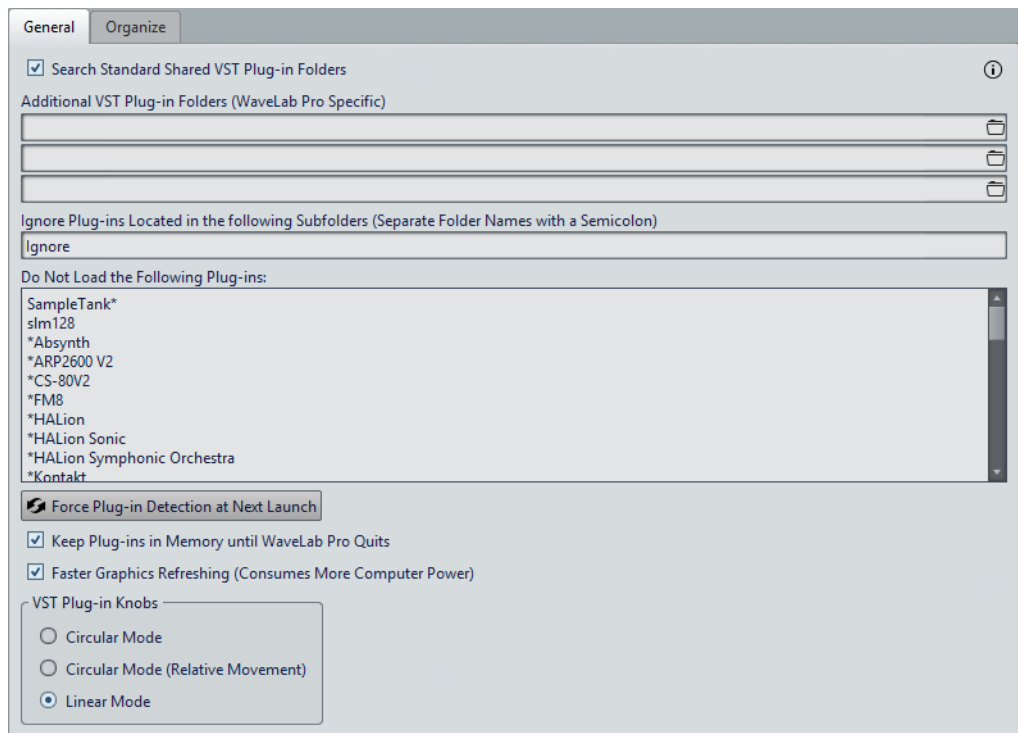 General
Organize
Search Standard Shared VST Plug-in Folders
Additional VST Plug-in Folders (WaveLab Pro Specific)
Ignore Plug-ins Located in the following Subfolders (Separate Folder Names with a Semicolon)
Ignore
Do Not Load the Following Plug-ins:
SampleTank*
slm128
*Absynth
*ARP2600 V2
*CS-80V2
*FM8
*HALion
*HALion Sonic
*HALion Symphonic Orchestra
*Kontakt
Force Plug-in Detection at Next Launch
Keep Plug-ins in Memory until WaveLab Pro Quits
Faster Graphics Refreshing (Consumes More Computer Power)
VST Plug-in Knobs
Circular Mode
Circular Mode (Relative Movement)
Linear Mode